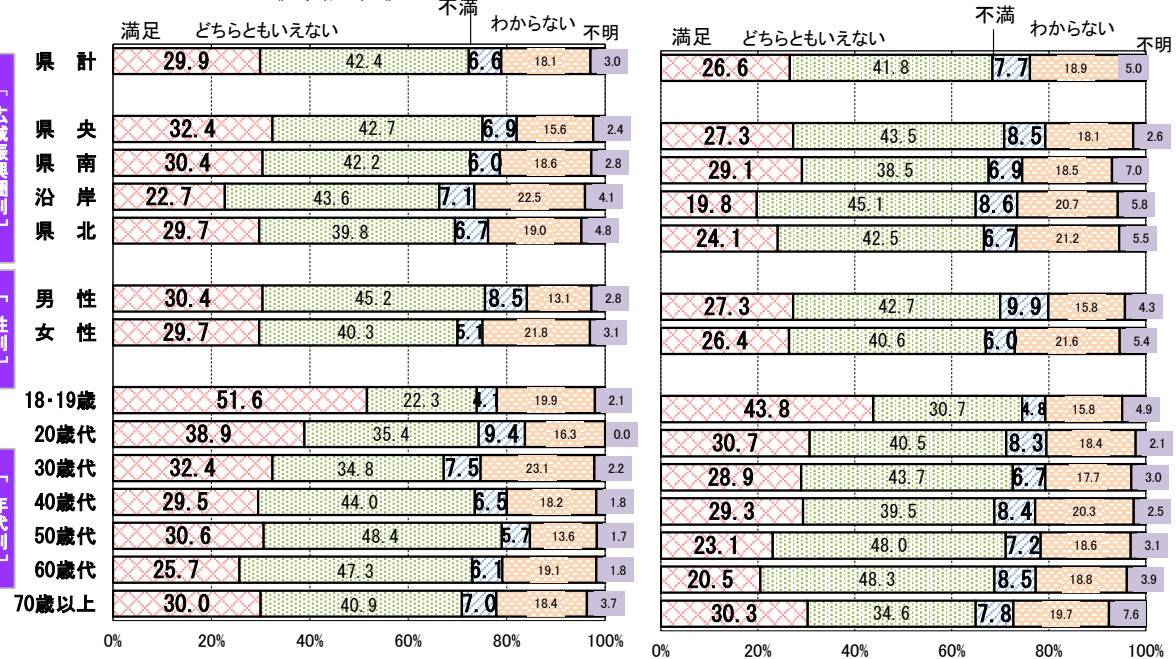 不満
満足 どちらともいえない わからない 不明
県 計 29.9 42.4 6.6 18.1 3.0
県 央 32.4 42.7 6.9 15.6 2.4
県 南 30.4 42.2 6.0 18.6 2.8
沿 岸 22.7 43.6 7.1 22.5 4.1
県 北 29.7 39.8 6.7 19.0 4.8
男 性 30.4 45.2 8.5 13.1 2.8
女 性 29.7 40.3 5.1 21.8 3.1
18・19歳 51.6 22.3 4.1 19.9 2.1
20歳代 38.9 35.4 9.4 16.3 0.0
30歳代 32.4 34.8 7.5 23.1 2.2
40歳代 29.5 44.0 6.5 18.2 1.8
50歳代 30.6 48.4 5.7 13.6 1.7
60歳代 25.7 47.3 6.1 19.1 1.8
70歳以上 30.0 40.9 7.0 18.4 3.7
0% 20% 40% 60% 80% 100%
不満
満足 どちらともいえない わからない 不明
26.6 41.8 7.7 18.9 5.0
27.3 43.5 8.5 18.1 2.6
29.1 38.5 6.9 18.5 7.0
19.8 45.1 8.6 20.7 5.8
24.1 42.5 6.7 21.2 5.5
27.3 42.7 9.9 15.8 4.3
26.4 40.6 6.0 21.6 5.4
43.8 30.7 4.8 15.8 4.9
30.7 40.5 8.3 18.4 2.1
28.9 43.7 6.7 17.7 3.0
29.3 39.5 8.4 20.3 2.5
23.1 48.0 7.2 18.6 3.1
20.5 48.3 8.5 18.8 3.9
30.3 34.6 7.8 19.7 7.6
0% 20% 40% 60% 80% 100%